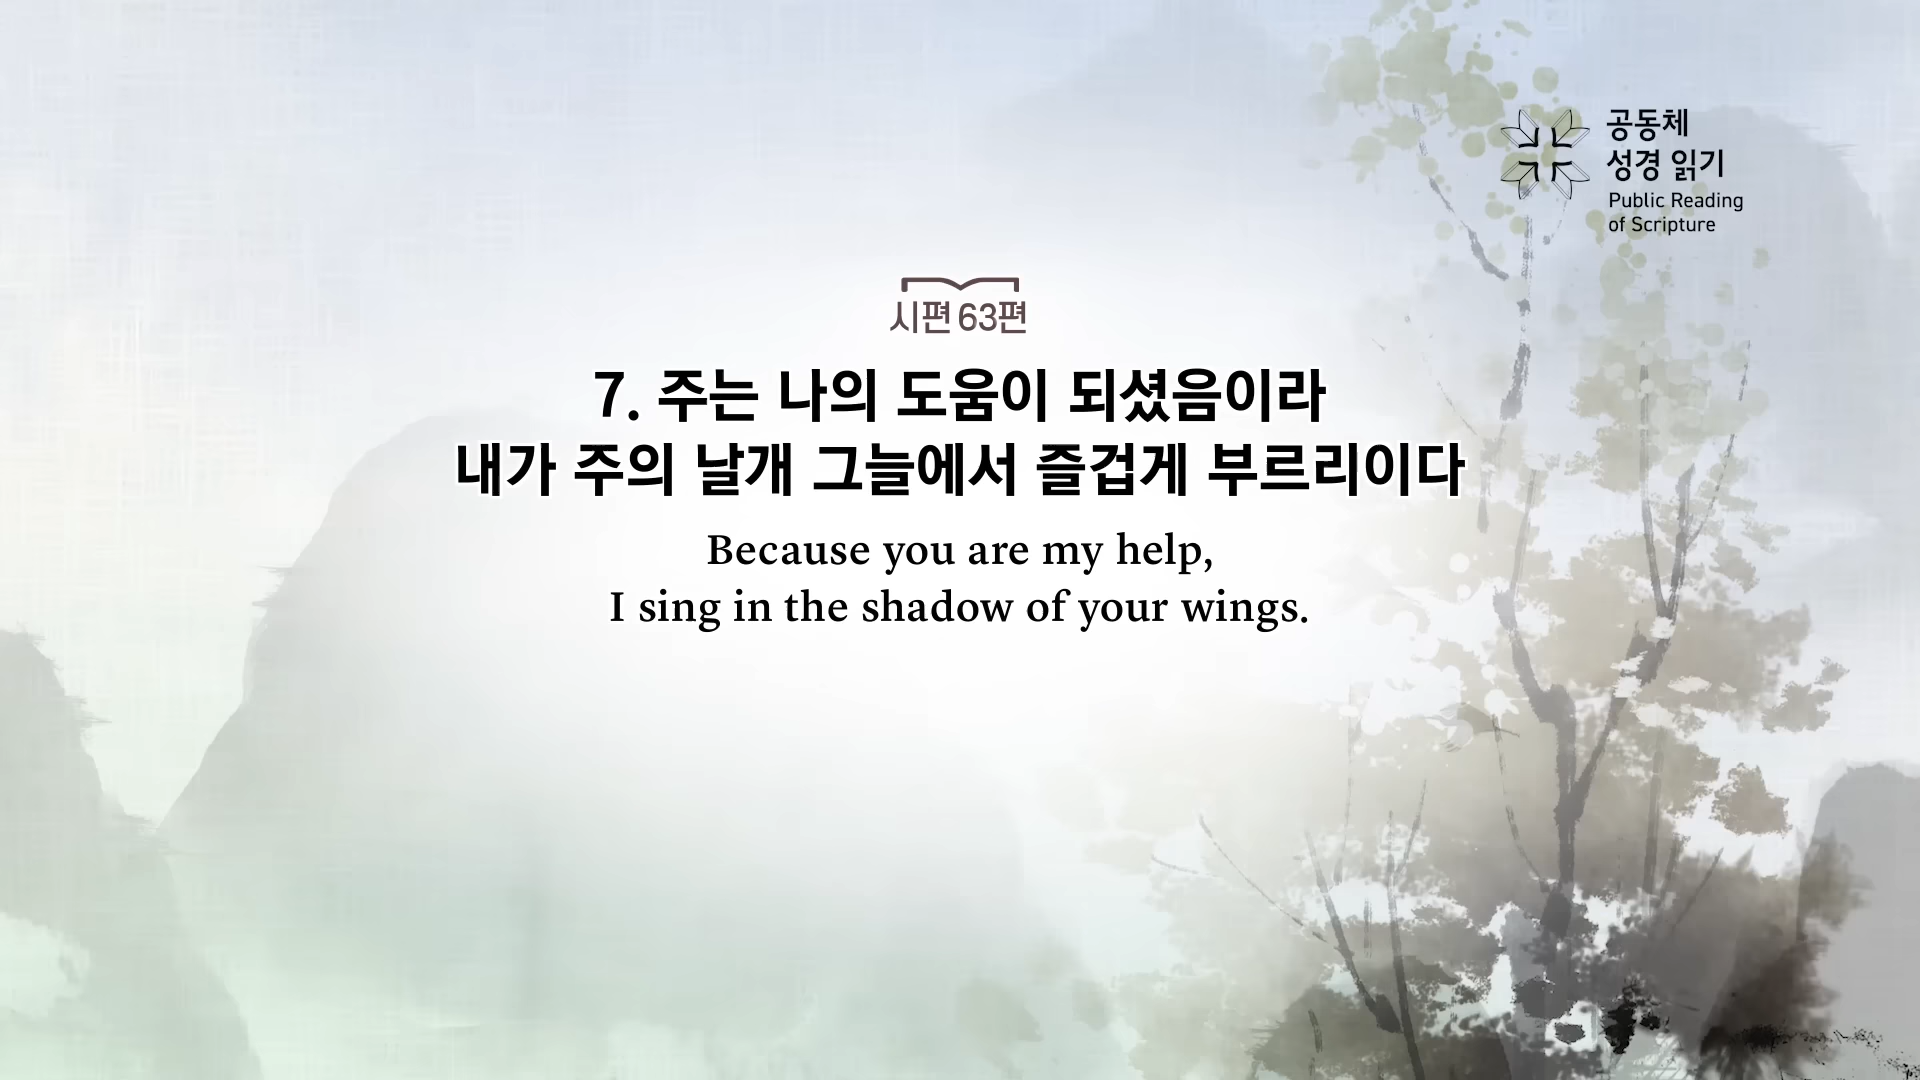 공동체
성경 읽기
Public Reading
of Scripture
시편 63편
7. 주는 나의 도움이 되셨음이라
내가 주의 날개 그늘에서 즐겁게 부르리이다
Because you are my help,
I sing in the shadow of your wings.